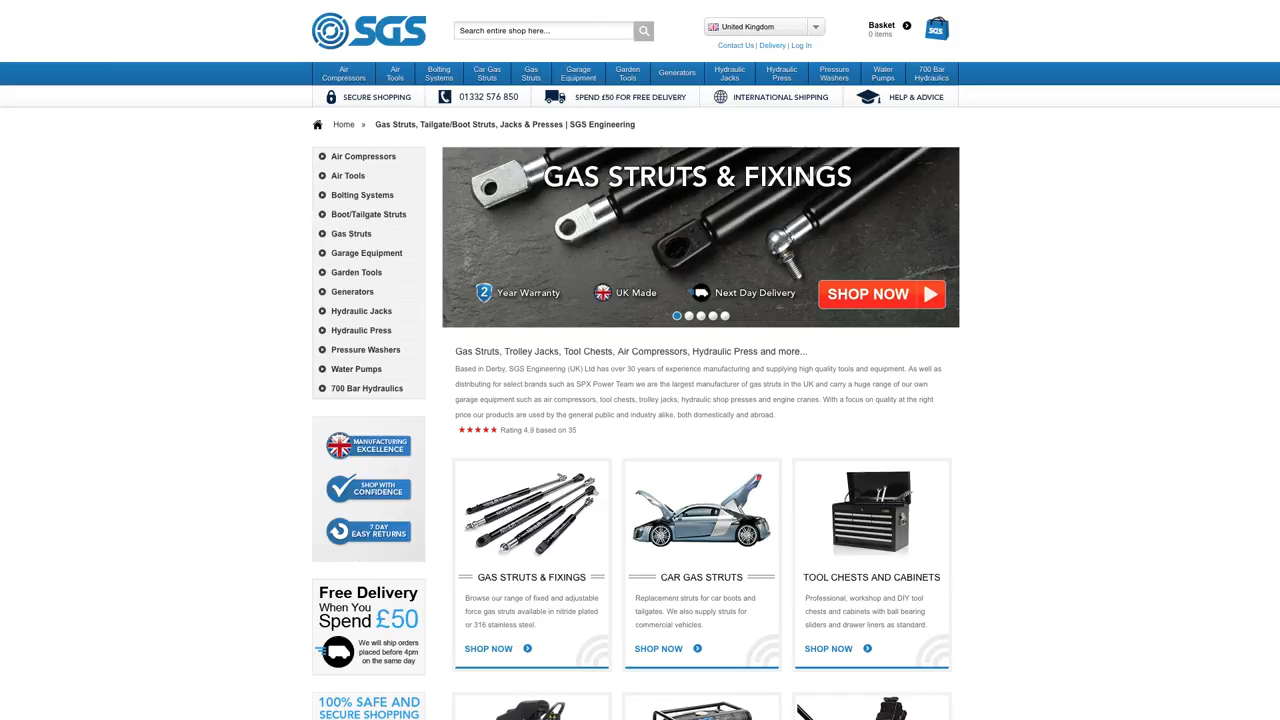 SGS
Search entire shop here...
United Kingdom
Contact Us | Delivery | Log In
Basket
0 items
SGS
Air Compressors
Air Tools
Bolting Systems
Car Gas Struts
Gas Struts
Garage Equipment
Garden Tools
Generators
Hydraulic Jacks
Hydraulic Press
Pressure Washers
Water Pumps
700 Bar Hydraulics
SECURE SHOPPING
01332 576 850
SPEND £50 FOR FREE DELIVERY
INTERNATIONAL SHIPPING
HELP & ADVICE
Home » Gas Struts, Tailgate/Boot Struts, Jacks & Presses | SGS Engineering
Air Compressors
Air Tools
Bolting Systems
Boot/Tailgate Struts
Gas Struts
Garage Equipment
Garden Tools
Generators
Hydraulic Jacks
Hydraulic Press
Pressure Washers
Water Pumps
700 Bar Hydraulics
MANUFACTURING
EXCELLENCE
SHOP WITH
CONFIDENCE
7 DAY
EASY RETURNS
Free Delivery
When You
Spend £50
We will ship orders
placed before 4pm
on the same day
100% SAFE AND
SECURE SHOPPING
GAS STRUTS & FIXINGS
2 Year Warranty
UK Made
Next Day Delivery
SHOP NOW
Gas Struts, Trolley Jacks, Tool Chests, Air Compressors, Hydraulic Press and more...
Based in Derby, SGS Engineering (UK) Ltd has over 30 years of experience manufacturing and supplying high quality tools and equipment. As well as
distributing for select brands such as SPX Power Team we are the largest manufacturer of gas struts in the UK and carry a huge range of our own
garage equipment such as air compressors, tool chests, trolley jacks, hydraulic shop presses and engine cranes. With a focus on quality at the right
price our products are used by the general public and industry alike, both domestically and abroad.
Rating 4.9 based on 35
GAS STRUTS & FIXINGS
Browse our range of fixed and adjustable
force gas struts available in nitride plated
or 316 stainless steel.
SHOP NOW
CAR GAS STRUTS
Replacement struts for car boots and
tailgates. We also supply struts for
commercial vehicles.
SHOP NOW
TOOL CHESTS AND CABINETS
Professional, workshop and DIY tool
chests and cabinets with ball bearing
sliders and drawer liners as standard.
SHOP NOW